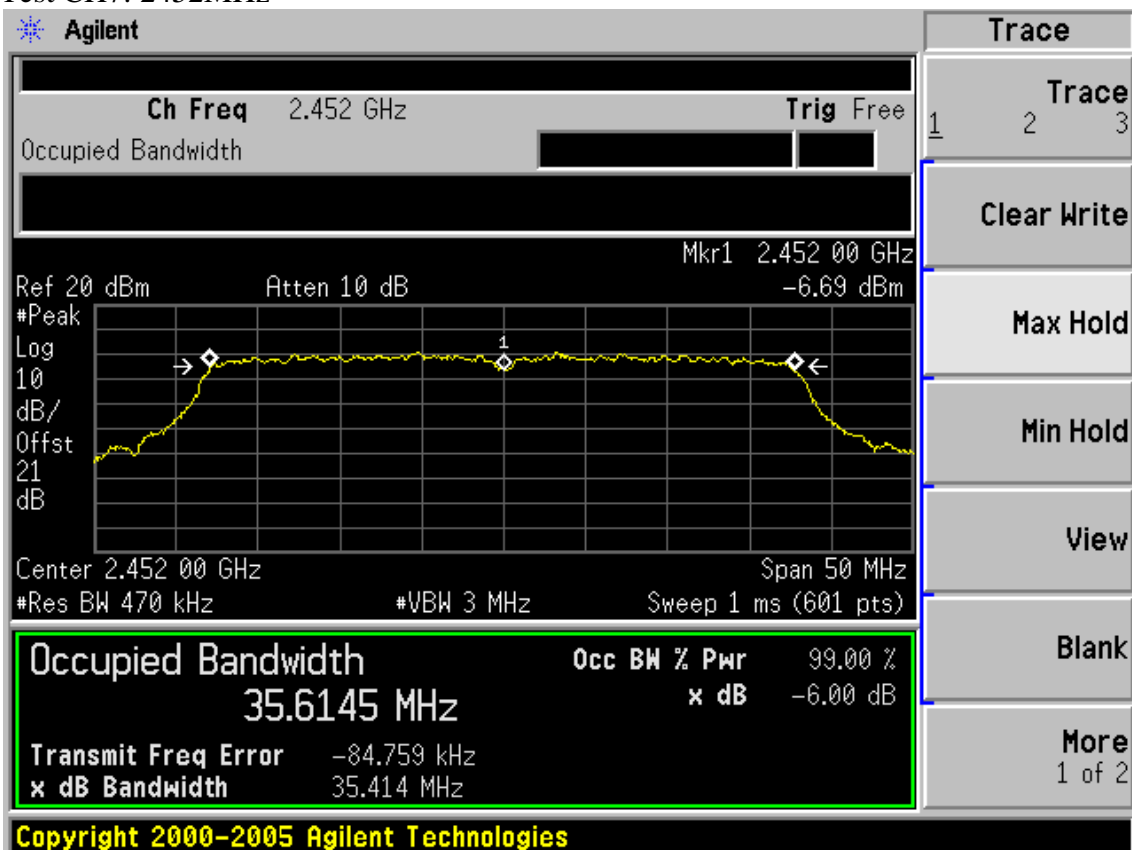 Test CH7: 2452MHz
Agilent
Trace
Ch Freq 2.452 GHz
Trig Free
Occupied Bandwidth
Trace
1 2 3
Clear Write
Max Hold
Min Hold
View
Blank
More
1 of 2
Mkr1 2.452 00 GHz
Ref 20 dBm Atten 10 dB -6.69 dBm
#Peak
Log
10
dB/
Offst
21
dB
1
Center 2.452 00 GHz Span 50 MHz
#Res BW 470 kHz #VBW 3 MHz Sweep 1 ms (601 pts)
Occupied Bandwidth
35.6145 MHz
Occ BW % Pwr 99.00 %
x dB -6.00 dB
Transmit Freq Error -84.759 kHz
x dB Bandwidth 35.414 MHz
Copyright 2000-2005 Agilent Technologies